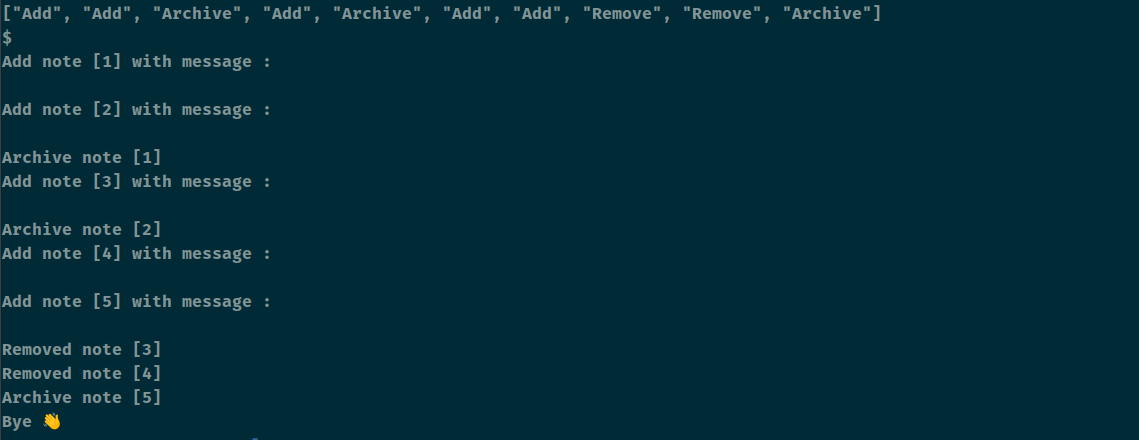 ["Add", "Add", "Archive", "Add", "Archive", "Add", "Add", "Remove", "Remove", "Archive"]
$
Add note [1] with message :
Add note [2] with message :
Archive note [1]
Add note [3] with message :
Archive note [2]
Add note [4] with message :
Add note [5] with message :
Removed note [3]
Removed note [4]
Archive note [5]
Bye 👋